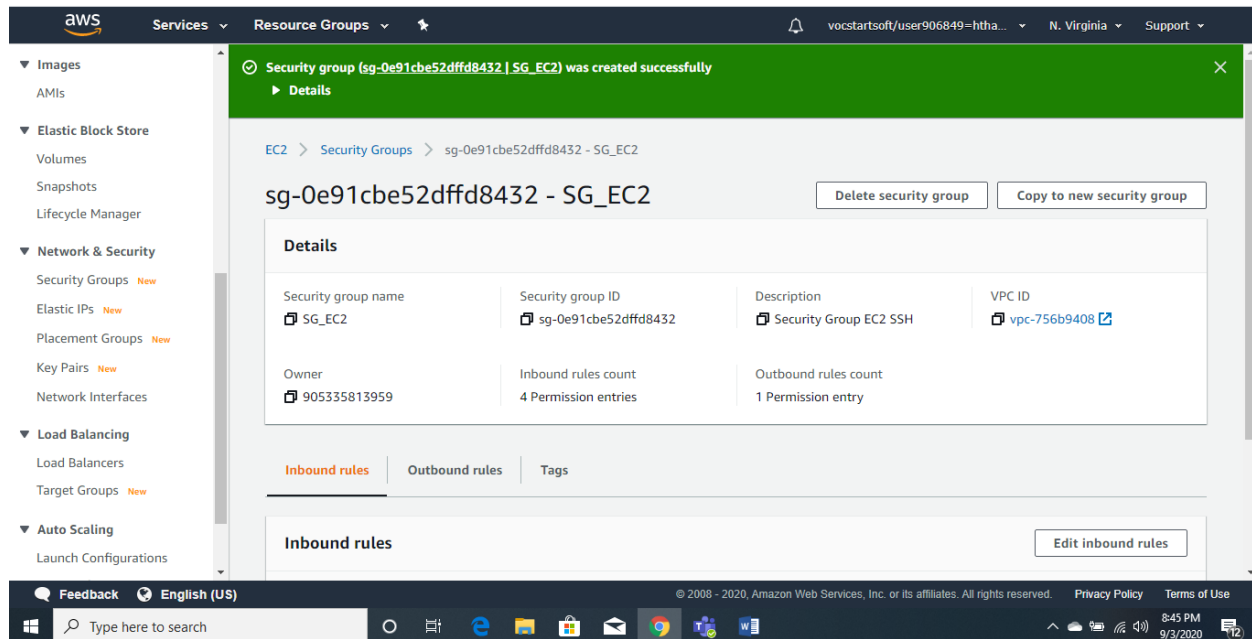 aws Services Resource Groups vocstartsoft/user906849=htha... N. Virginia Support
Images
AMIs
Elastic Block Store
Volumes
Snapshots
Lifecycle Manager
Network & Security
Security Groups New
Elastic IPs New
Placement Groups New
Key Pairs New
Network Interfaces
Load Balancing
Load Balancers
Target Groups New
Auto Scaling
Launch Configurations
Security group (sg-0e91cbe52dffd8432 | SG_EC2) was created successfully
Details
EC2 > Security Groups > sg-0e91cbe52dffd8432 - SG_EC2
sg-0e91cbe52dffd8432 - SG_EC2
Delete security group
Copy to new security group
Details
Security group name
SG_EC2
Security group ID
sg-0e91cbe52dffd8432
Description
Security Group EC2 SSH
VPC ID
vpc-756b9408
Owner
905335813959
Inbound rules count
4 Permission entries
Outbound rules count
1 Permission entry
Inbound rules Outbound rules Tags
Inbound rules
Edit inbound rules
Feedback English (US) © 2008 - 2020, Amazon Web Services, Inc. or its affiliates. All rights reserved. Privacy Policy Terms of Use
Type here to search
8:45 PM
9/3/2020
12